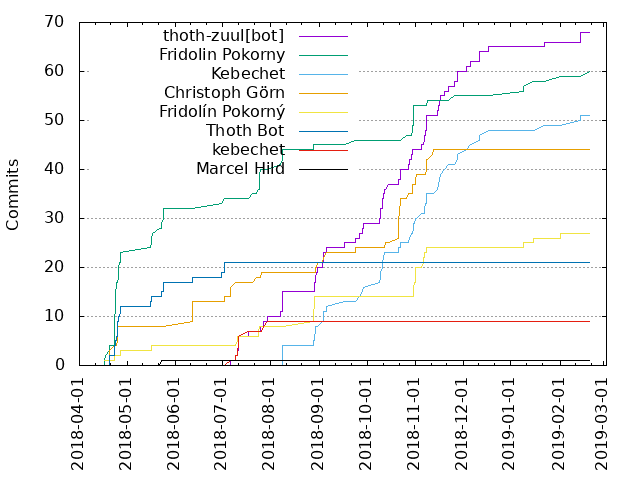 70
60
50
40
30
20
10
0
Commits
thoth-zuul[bot]
Fridolin Pokorny
Kebechet
Christoph Görn
Fridolín Pokorný
Thoth Bot
kebechet
Marcel Hild
2018-04-01
2018-05-01
2018-06-01
2018-07-01
2018-08-01
2018-09-01
2018-10-01
2018-11-01
2018-12-01
2019-01-01
2019-02-01
2019-03-01